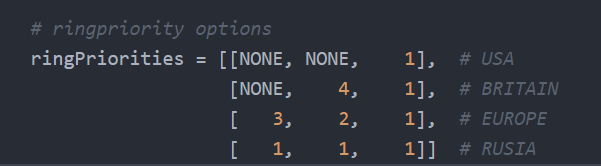 # ringpriority options
ringPriorities = [[NONE, NONE,    1],  # USA
                  [NONE,    4,    1],  # BRITAIN
                  [   3,    2,    1],  # EUROPE
                  [   1,    1,    1]]  # RUSIA